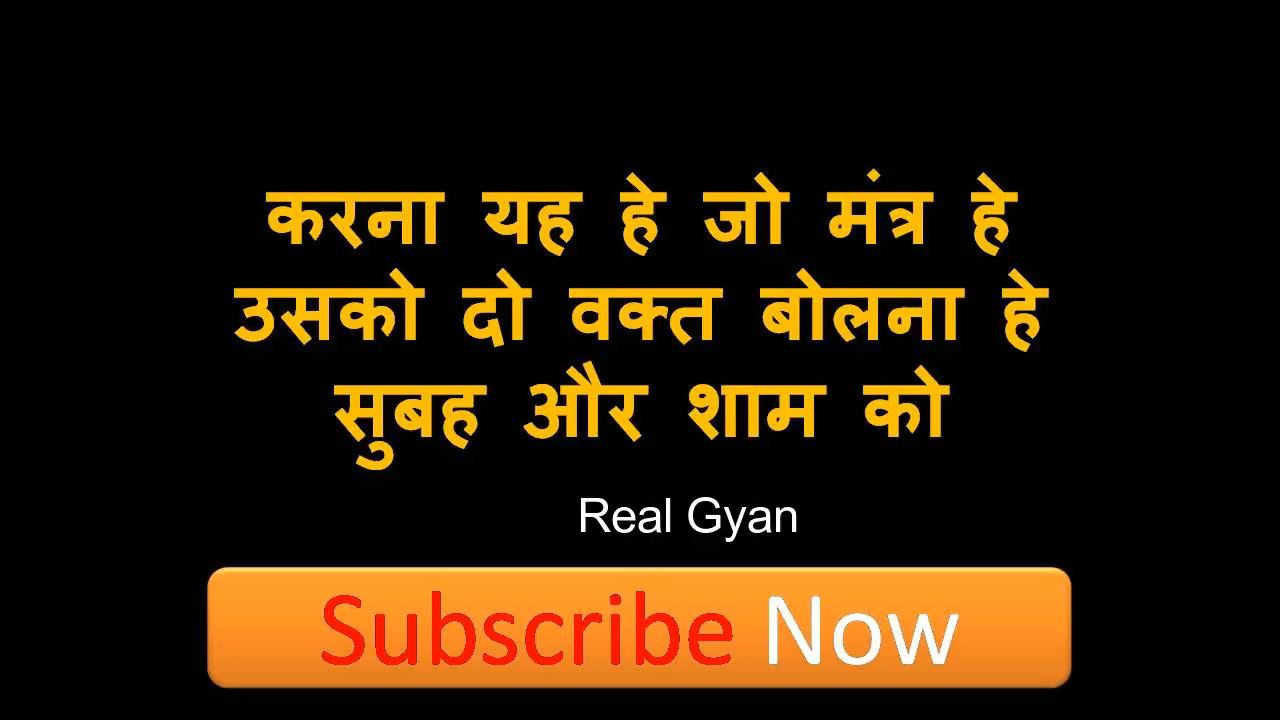 करना यह हे जो मंत्र हे
उसको दो वक्त बोलना हे
सुबह और शाम को
Real Gyan
Subscribe Now